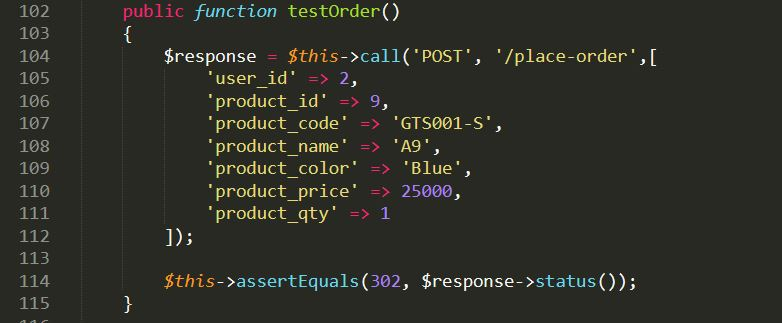 102 public function testOrder()
103 {
104 $response = $this->call('POST', '/place-order',[
105 'user_id' => 2,
106 'product_id' => 9,
107 'product_code' => 'GTS001-S',
108 'product_name' => 'A9',
109 'product_color' => 'Blue',
110 'product_price' => 25000,
111 'product_qty' => 1
112 ]);
113
114 $this->assertEquals(302, $response->status());
115 }
116